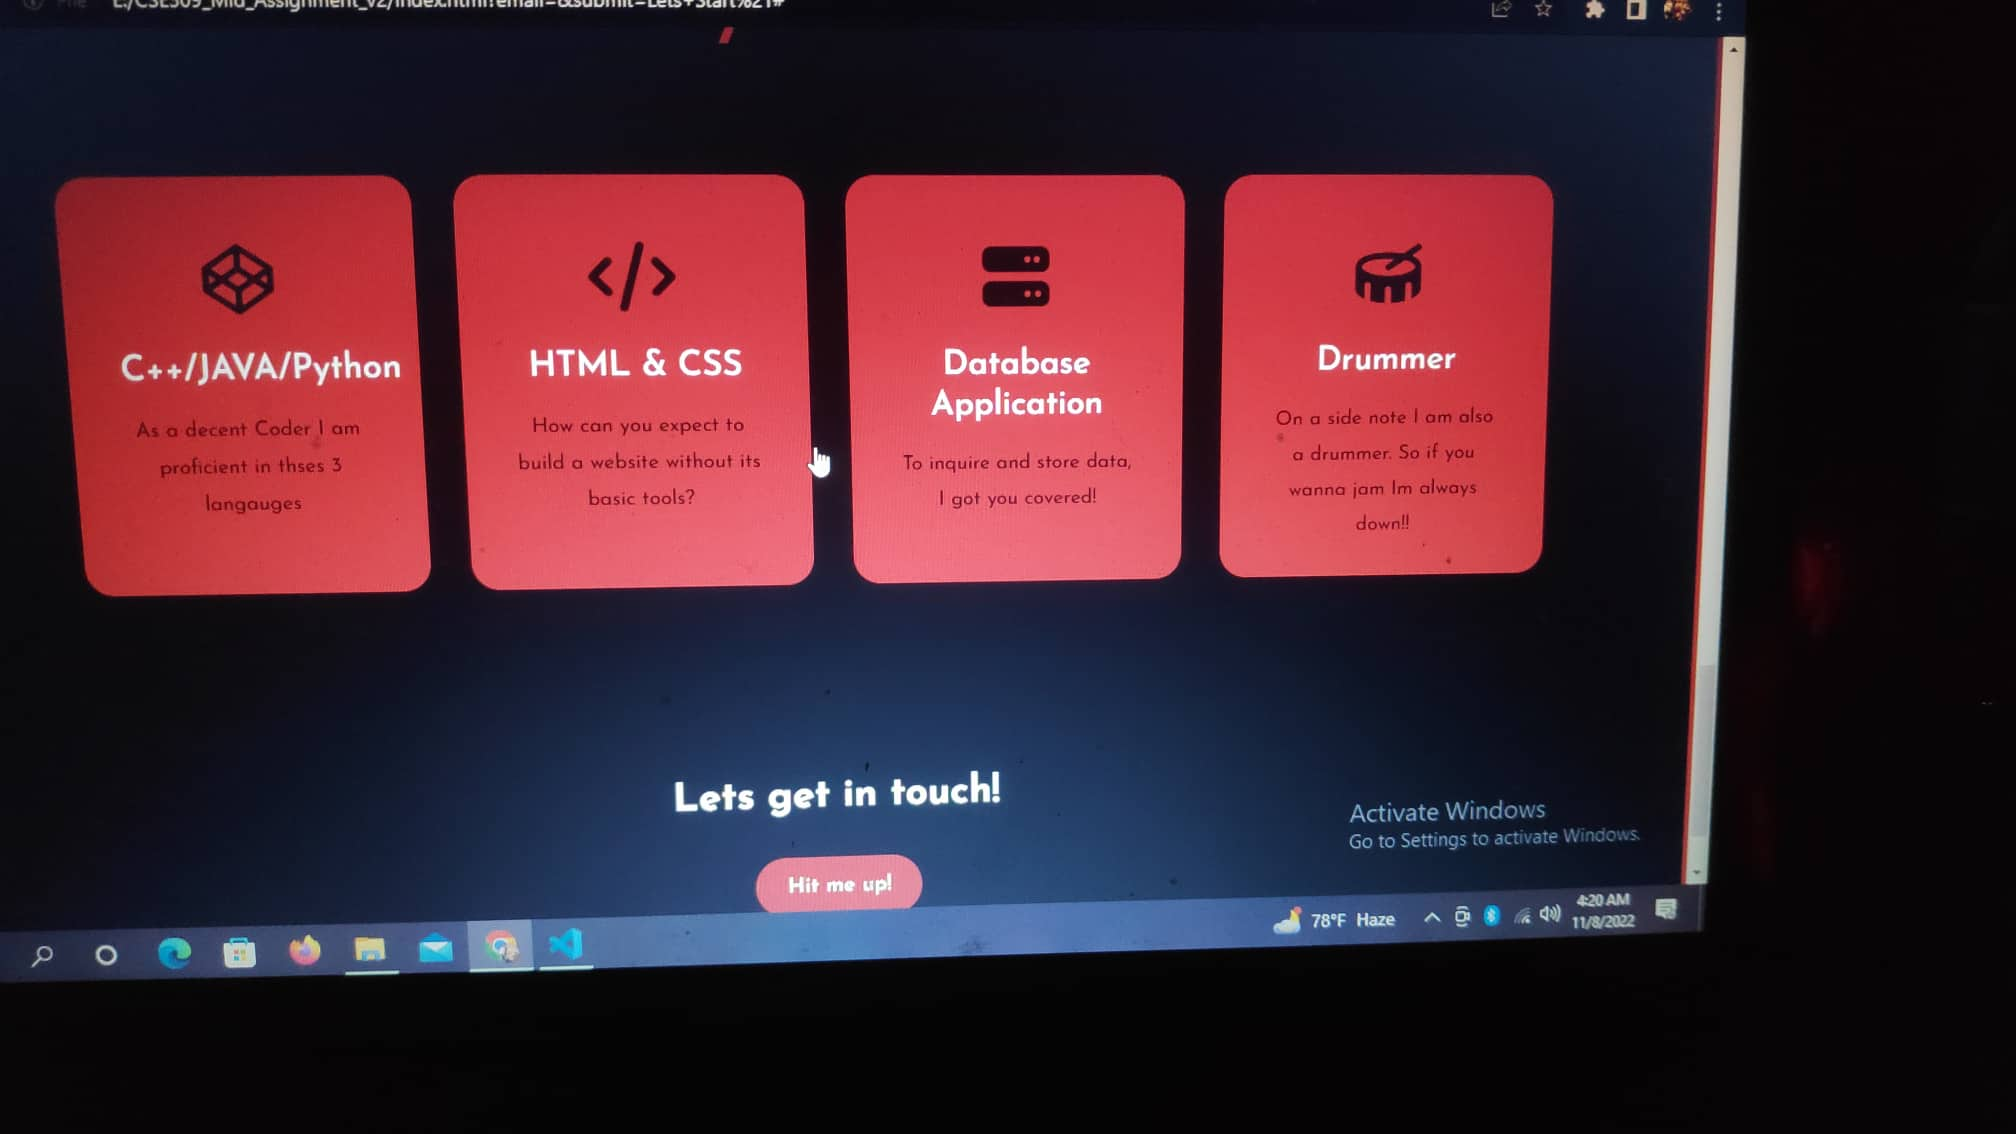 E:/CSE309_Mid_Assignment_v2/index.html?email=&submit=Lets+Start%21#
C++/JAVA/Python
As a decent Coder I am
proficient in thses 3
langauges
HTML & CSS
How can you expect to
build a website without its
basic tools?
Database
Application
To inquire and store data,
I got you covered!
Drummer
On a side note I am also
a drummer. So if you
wanna jam Im always
down!!
Lets get in touch!
Hit me up!
Activate Windows
Go to Settings to activate Windows.
78°F Haze
4:20 AM
11/8/2022